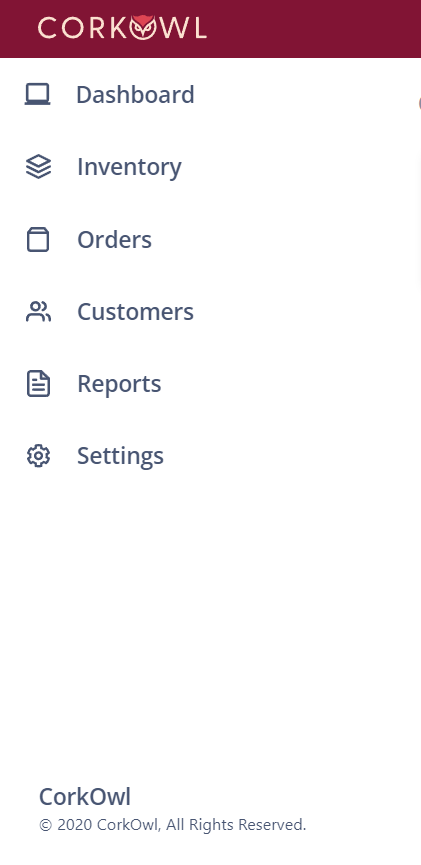 CORKOWL
Dashboard
Inventory
Orders
Customers
Reports
Settings
CorkOwl
© 2020 CorkOwl, All Rights Reserved.